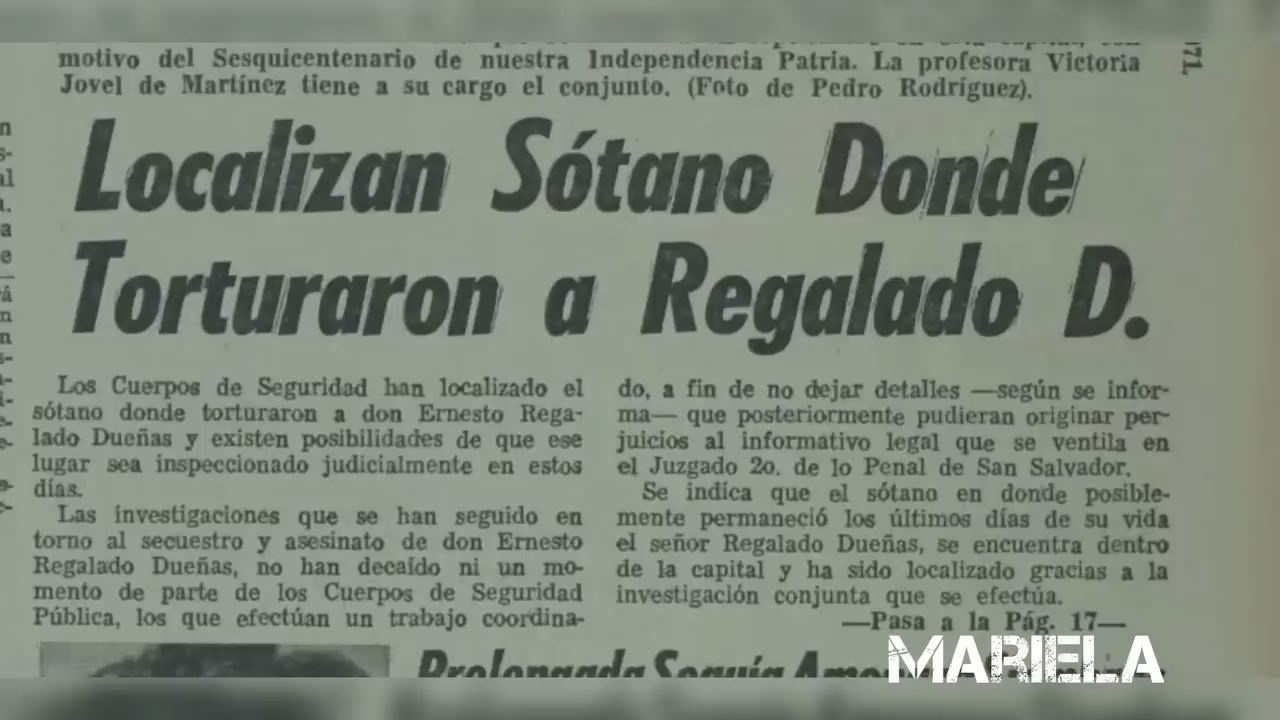 motivo del Sesquicentenario de nuestra Independencia Patria. La profesora Victoria
Jovel de Martínez tiene a su cargo el conjunto. (Foto de Pedro Rodríguez).
Localizan Sótano Donde
Torturaron a Regalado D.
Los Cuerpos de Seguridad han localizado el
sótano donde torturaron a don Ernesto Rega-
lado Dueñas y existen posibilidades de que ese
lugar sea inspeccionado judicialmente en estos
días.
Las investigaciones que se han seguido en
torno al secuestro y asesinato de don Ernesto
Regalado Dueñas, no han decaído ni un mo-
mento de parte de los Cuerpos de Seguridad
Pública, los que efectúan un trabajo coordina-
do, a fin de no dejar detalles —según se infor-
ma— que posteriormente pudieran originar per-
juicios al informativo legal que se ventila en
el Juzgado 2o. de lo Penal de San Salvador.
Se indica que el sótano en donde posible-
mente permaneció los últimos días de su vida
el señor Regalado Dueñas, se encuentra dentro
de la capital y ha sido localizado gracias a la
investigación conjunta que se efectúa.
—Pasa a la Pág. 17—
Prolongada Sequía
MARIELA